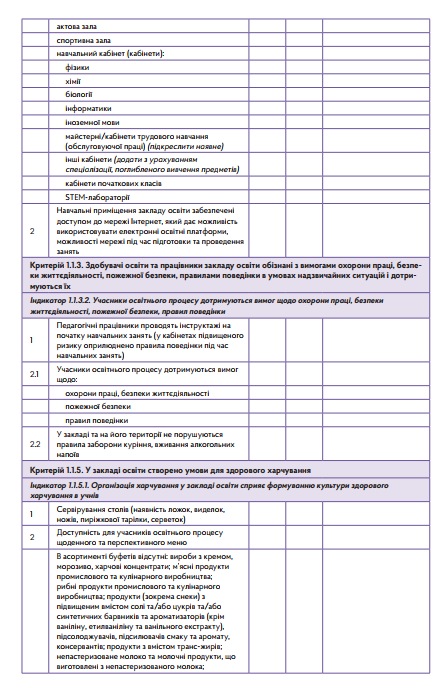 актова зала
спортивна зала
навчальний кабінет (кабінети):
фізики
хімії
біології
інформатики
іноземної мови
майстерні/кабінети трудового навчання
(обслуговуючої праці) (підкреслити наявне)
інші кабінети (додати з урахуванням
спеціалізації, поглибленого вивчення предметів)
кабінети початкових класів
STEM-лабораторії
2 Навчальні приміщення закладу освіти забезпечені
доступом до мережі Інтернет, який дає можливість
використовувати електронні освітні платформи,
можливості мережі під час підготовки та проведення
занять
Критерій 1.1.3. Здобувачі освіти та працівники закладу освіти обізнані з вимогами охорони праці, безпе-
ки життєдіяльності, пожежної безпеки, правилами поведінки в умовах надзвичайних ситуацій і дотри-
муються їх
Індикатор 1.1.3.2. Учасники освітнього процесу дотримуються вимог щодо охорони праці, безпеки
життєдіяльності, пожежної безпеки, правил поведінки
1 Педагогічні працівники проводять інструктажі на
початку навчальних занять (у кабінетах підвищеного
ризику оприлюднено правила поведінки під час
навчальних занять)
2.1 Учасники освітнього процесу дотримуються вимог
щодо:
охорони праці, безпеки життєдіяльності
пожежної безпеки
правил поведінки
2.2 У закладі та на його території не порушуються
правила заборони куріння, вживання алкогольних
напоїв
Критерій 1.1.5. У закладі освіти створено умови для здорового харчування
Індикатор 1.1.5.1. Організація харчування у закладі освіти сприяє формуванню культури здорового
харчування в учнів
1 Сервірування столів (наявність ложок, виделок,
ножів, пиріжкової тарілки, серветок)
2 Доступність для учасників освітнього процесу
щоденного та перспективного меню
В асортименті буфетів відсутні: вироби з кремом,
морозиво, харчові концентрати; м'ясні продукти
промислового та кулінарного виробництва;
рибні продукти промислового та кулінарного
виробництва; продукти (зокрема снеки) з
підвищеним вмістом солі та/або цукрів та/або
синтетичних барвників та ароматизаторів (крім
ваніліну, етилваніліну та ванільного екстракту),
підсолоджувачів, підсилювачів смаку та аромату,
консервантів; продукти з вмістом транс-жирів;
непастеризоване молоко та молочні продукти, що
виготовлені з непастеризованого молока;